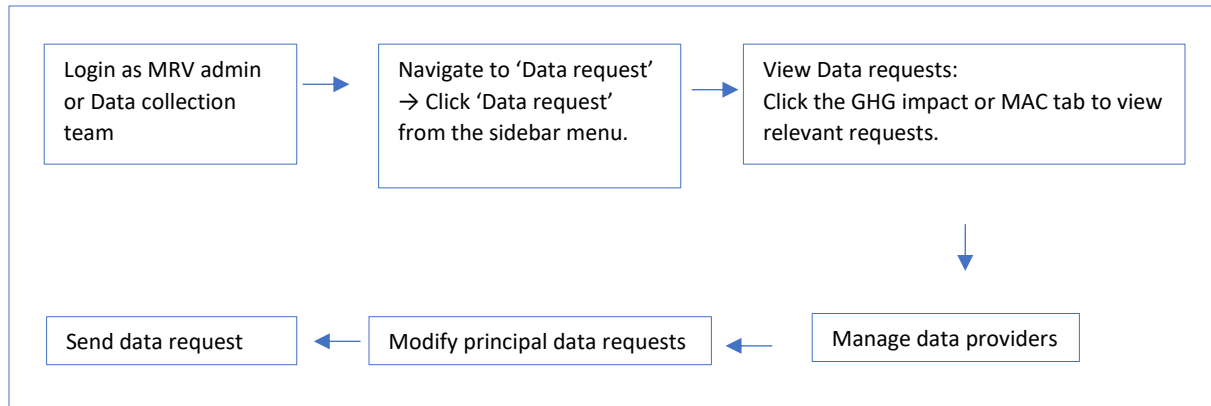 Login as MRV admin
or Data collection
team
Navigate to ‘Data request’
→ Click ‘Data request’
from the sidebar menu.
View Data requests:
Click the GHG impact or MAC tab to view
relevant requests.
Manage data providers
Modify principal data requests
Send data request